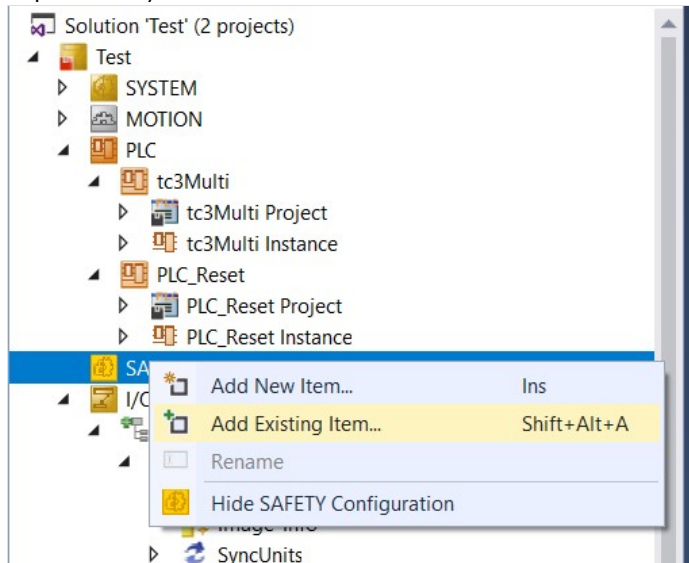 Solution 'Test' (2 projects)
Test
SYSTEM
MOTION
PLC
tc3Multi
tc3Multi Project
tc3Multi Instance
PLC_Reset
PLC_Reset Project
PLC_Reset Instance
SA
Add New Item... Ins
I/O
Add Existing Item... Shift+Alt+A
Rename
Hide SAFETY Configuration
SyncUnits